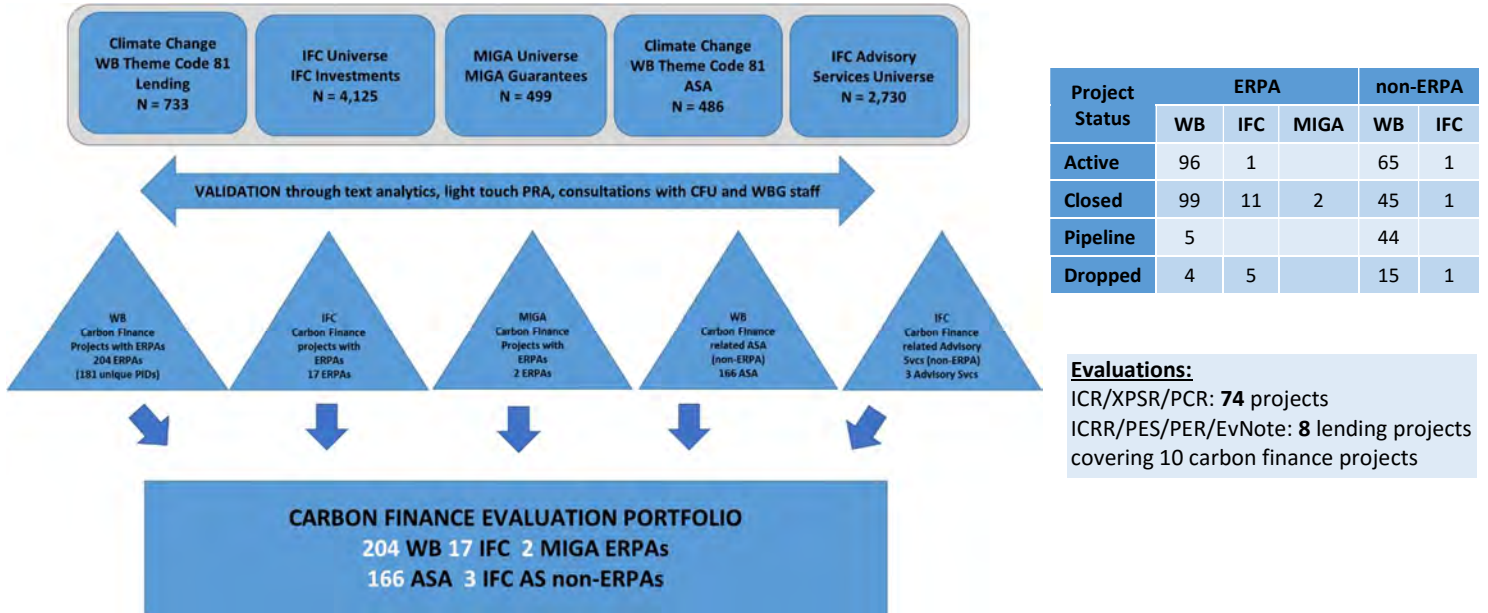 Climate Change
WB Theme Code 81
Lending
N = 733
IFC Universe
IFC Investments
N = 4,125
MIGA Universe
MIGA Guarantees
N = 499
Climate Change
WB Theme Code 81
ASA
N = 486
IFC Advisory
Services Universe
N = 2,730
VALIDATION through text analytics, light touch PRA, consultations with CFU and WBG staff
WB
Carbon Finance
Projects with ERPAs
204 ERPAs
(181 unique PIDs)
IFC
Carbon Finance
projects with
ERPAs
17 ERPAs
MIGA
Carbon Finance
Projects with
ERPAs
2 ERPAs
WB
Carbon Finance
related ASA
(non-ERPA)
166 ASA
IFC
Carbon Finance
related Advisory
Svcs (non-ERPA)
3 Advisory Svcs
CARBON FINANCE EVALUATION PORTFOLIO
204 WB 17 IFC 2 MIGA ERPAs
166 ASA 3 IFC AS non-ERPAs
Project Status ERPA non-ERPA
WB IFC MIGA WB IFC
Active 96 1 65 1
Closed 99 11 2 45 1
Pipeline 5 44
Dropped 4 5 15 1
Evaluations:
ICR/XPSR/PCR: 74 projects
ICRR/PES/PER/EvNote: 8 lending projects
covering 10 carbon finance projects